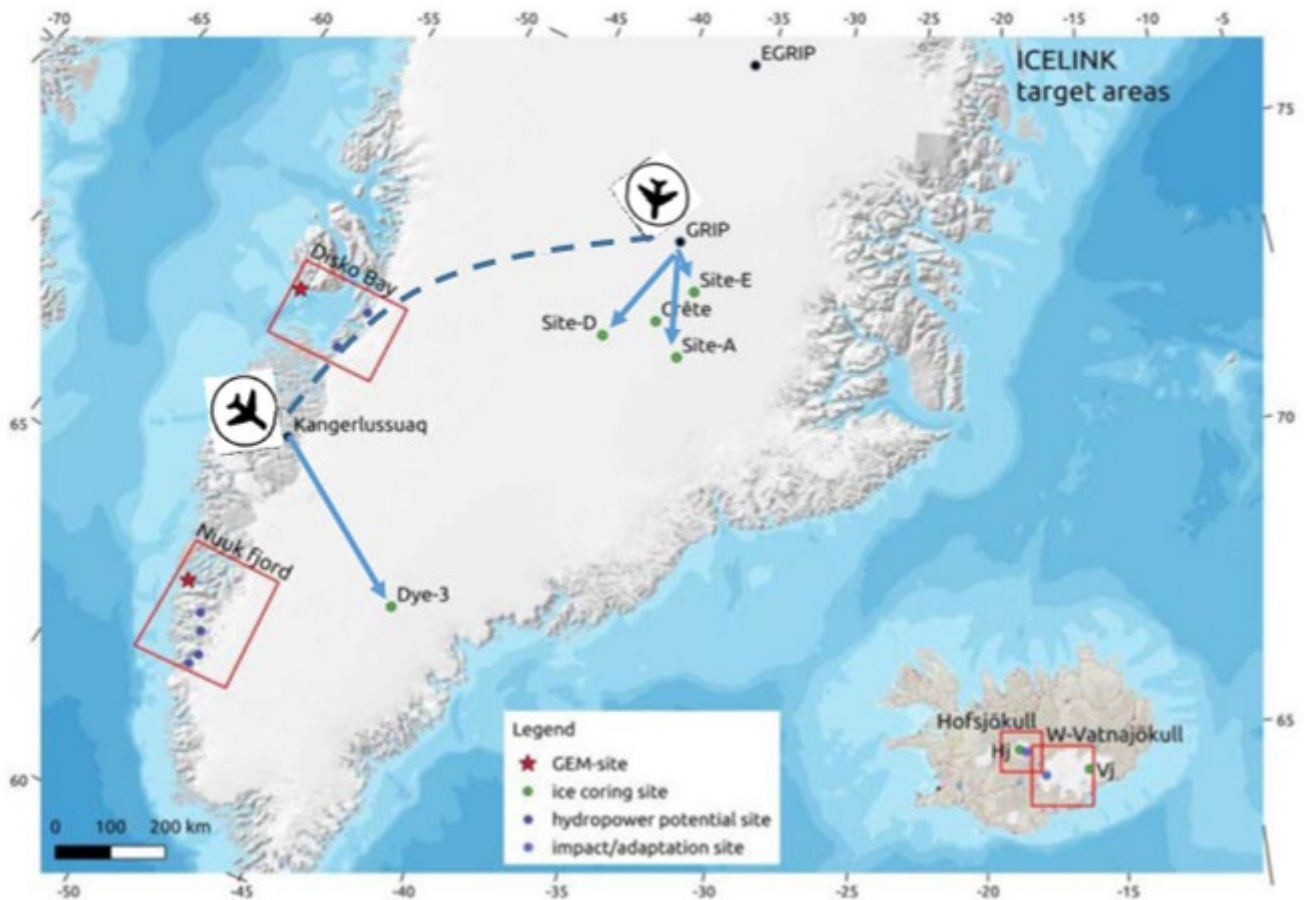 -70
-65
-60
-55
-50
-45
-40
-35
-30
-25
-20
-15
-10
-5
EGRIP
ICELINK
target areas
75
GRIP
Disko Bay
Site-E
Crête
Site-D
Site-A
65
Kangerlussuaq
70
Nuuk fjord
Dye-3
Legend
GEM-site
ice coring site
hydropower potential site
impact/adaptation site
Hofsjökull
W-Vatnajökull
Hj
Vj
65
60
0 100 200 km
-50
-45
-40
-35
-30
-25
-20
-15